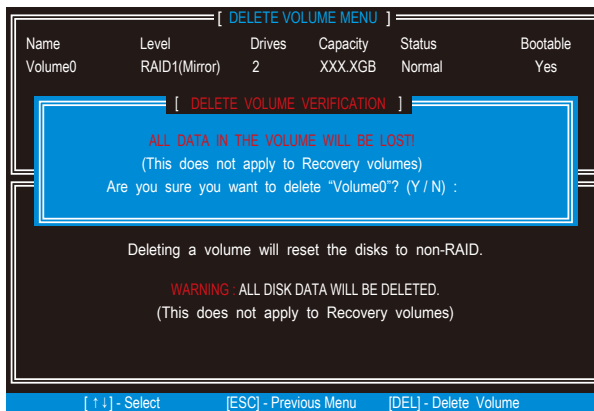 [ DELETE VOLUME MENU ]
Name Level Drives Capacity Status Bootable
Volume0 RAID1(Mirror) 2 XXX.XGB Normal Yes
[ DELETE VOLUME VERIFICATION ]
ALL DATA IN THE VOLUME WILL BE LOST!
(This does not apply to Recovery volumes)
Are you sure you want to delete “Volume0”? (Y / N) :
Deleting a volume will reset the disks to non-RAID.
WARNING : ALL DISK DATA WILL BE DELETED.
(This does not apply to Recovery volumes)
[ ↑↓] - Select [ESC] - Previous Menu [DEL] - Delete Volume